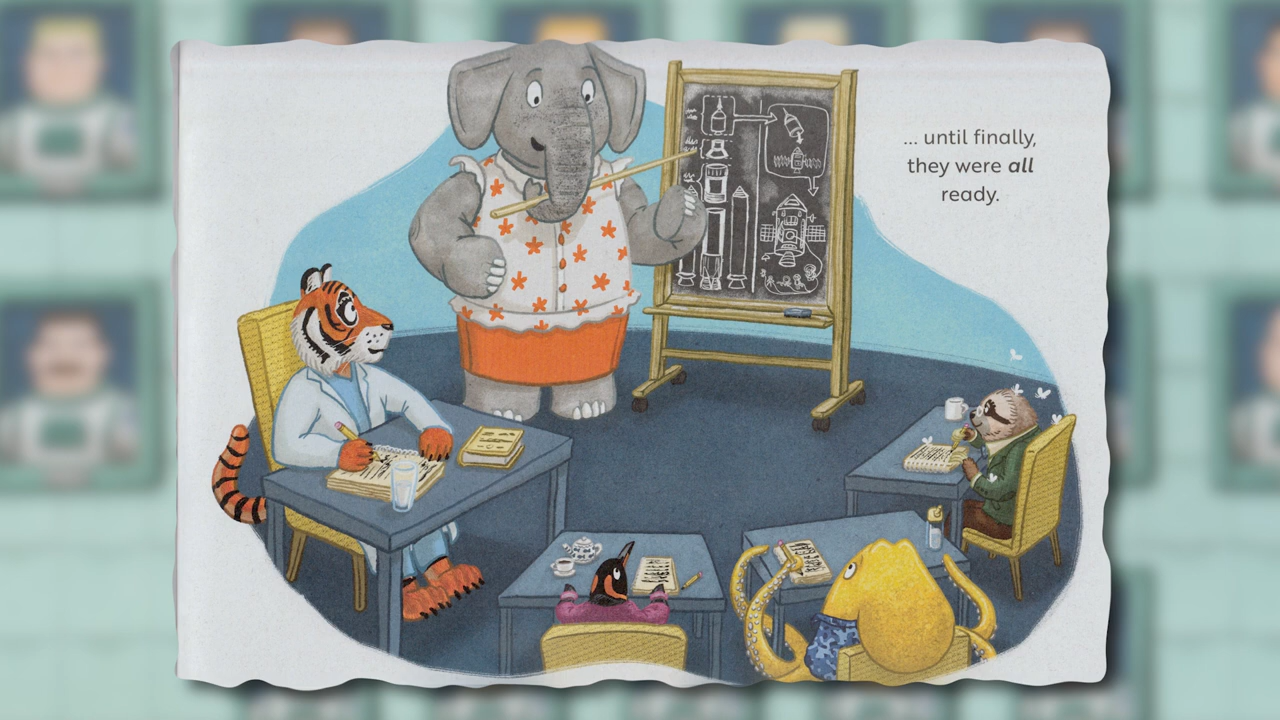 ... until finally,
they were all
ready.